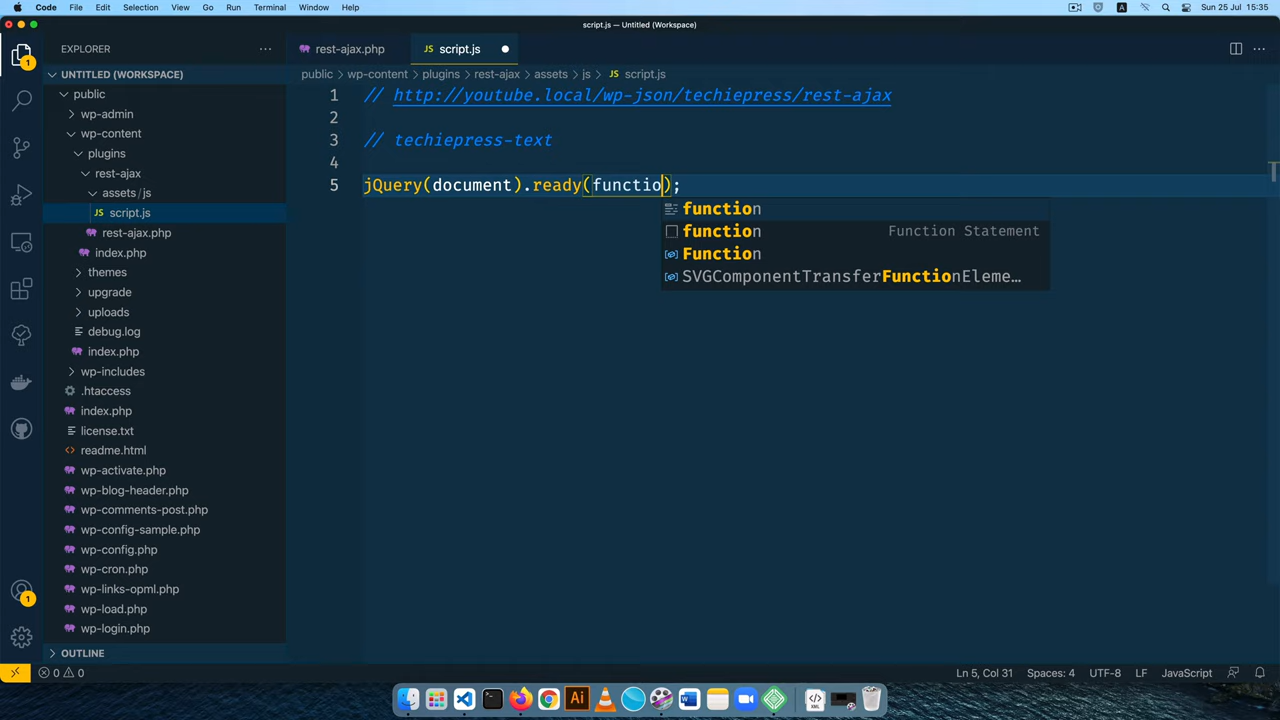 Code File Edit Selection View Go Run Terminal Window Help A Sun 25 Jul 15:35
script.js — Untitled (Workspace)
EXPLORER
rest-ajax.php
JS script.js
1
UNTITLED (WORKSPACE)
public > wp-content > plugins > rest-ajax > assets > js > JS script.js
public
wp-admin
wp-content
plugins
rest-ajax
assets / js
JS script.js
rest-ajax.php
index.php
themes
upgrade
uploads
debug.log
index.php
wp-includes
.htaccess
index.php
license.txt
readme.html
wp-activate.php
wp-blog-header.php
wp-comments-post.php
wp-config-sample.php
wp-config.php
wp-cron.php
wp-links-opml.php
wp-load.php
wp-login.php
OUTLINE
1
1 // http://youtube.local/wp-json/techiepress/rest-ajax
2
3 // techiepress-text
4
5 jQuery(document).ready(functio);
function
function Function Statement
Function
SVGComponentTransferFunctionEleme…
0 0
Ln 5, Col 31 Spaces: 4 UTF-8 LF JavaScript
Ai
W
XML